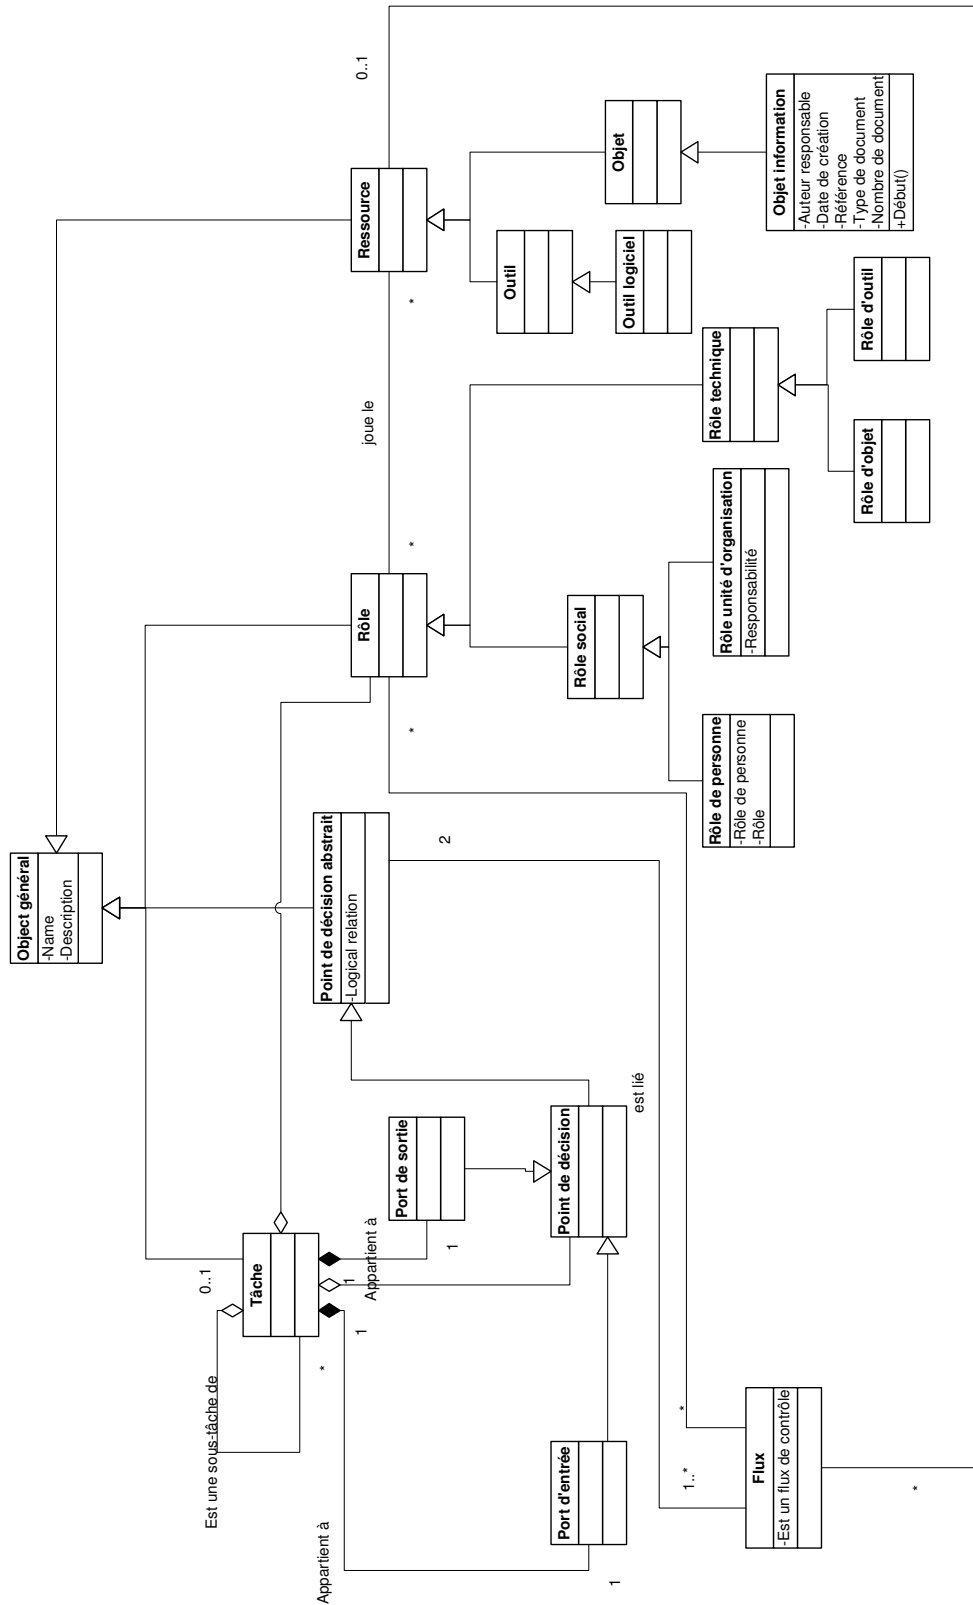 Object général
-Name
-Description
Tâche
0..1
*
Est une sous-tâche de
Appartient à
1
1
1
Appartient à
1
Port de sortie
Port d'entrée
1
Point de décision
est lié
Point de décision abstrait
-Logical relation
2
1..*
Flux
-Est un flux de contrôle
*
*
Rôle
*
*
joue le
*
Ressource
0..1
Rôle social
Rôle de personne
-Rôle de personne
-Rôle
Rôle unité d'organisation
-Responsabilité
Rôle technique
Rôle d'objet
Rôle d'outil
Outil
Outil logiciel
Objet
Objet information
-Auteur responsable
-Date de création
-Référence
-Type de document
-Nombre de document
+Début()